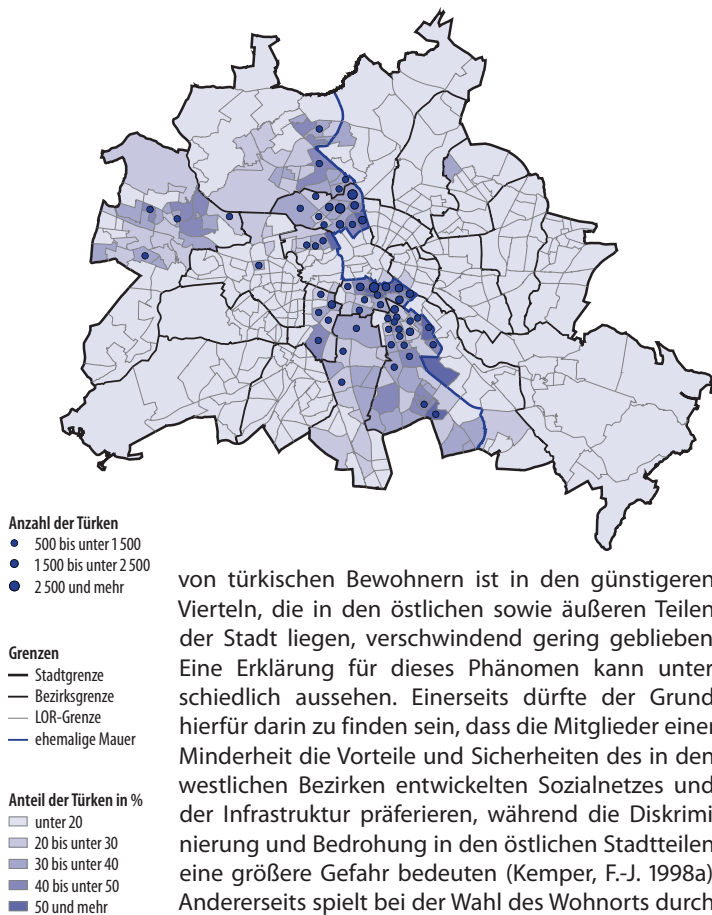 Anzahl der Türken
500 bis unter 1 500
1 500 bis unter 2 500
2 500 und mehr
Grenzen
Stadtgrenze
Bezirksgrenze
LOR-Grenze
ehemalige Mauer
Anteil der Türken in %
unter 20
20 bis unter 30
30 bis unter 40
40 bis unter 50
50 und mehr
von türkischen Bewohnern ist in den günstigeren
Vierteln, die in den östlichen sowie äußeren Teilen
der Stadt liegen, verschwindend gering geblieben
Eine Erklärung für dieses Phänomen kann unter
schiedlich aussehen. Einerseits dürfte der Grund
hierfür darin zu finden sein, dass die Mitglieder einer
Minderheit die Vorteile und Sicherheiten des in den
westlichen Bezirken entwickelten Sozialnetzes und
der Infrastruktur präferieren, während die Diskrimi
nierung und Bedrohung in den östlichen Stadtteilen
eine größere Gefahr bedeuten (Kemper, F.-J. 1998a)
Andererseits spielt bei der Wahl des Wohnorts durch